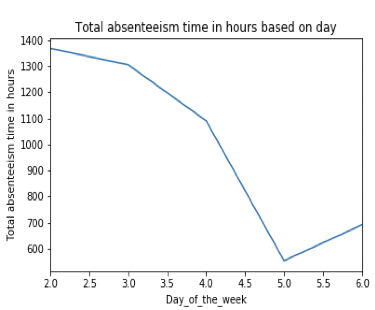 Total absenteeism time in hours based on day
Total absenteeism time in hours
1400
1300
1200
1100
1000
900
800
700
600
2.0 2.5 3.0 3.5 4.0 4.5 5.0 5.5 6.0
Day_of_the_week